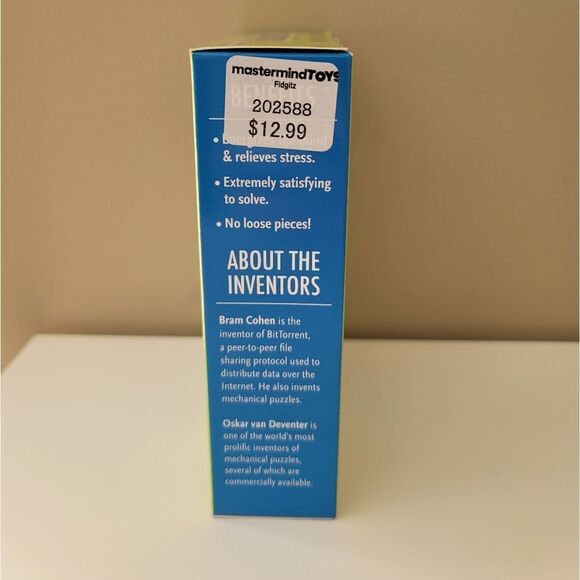 mastermindTOYS
Fidgitz
202588
$12.99
BENEFITS
& relieves stress.
• Extremely satisfying
to solve.
• No loose pieces!
ABOUT THE
INVENTORS
Bram Cohen is the
inventor of BitTorrent,
a peer-to-peer file
sharing protocol used to
distribute data over the
Internet. He also invents
mechanical puzzles.
Oskar van Deventer is
one of the world's most
prolific inventors of
mechanical puzzles,
several of which are
commercially available.